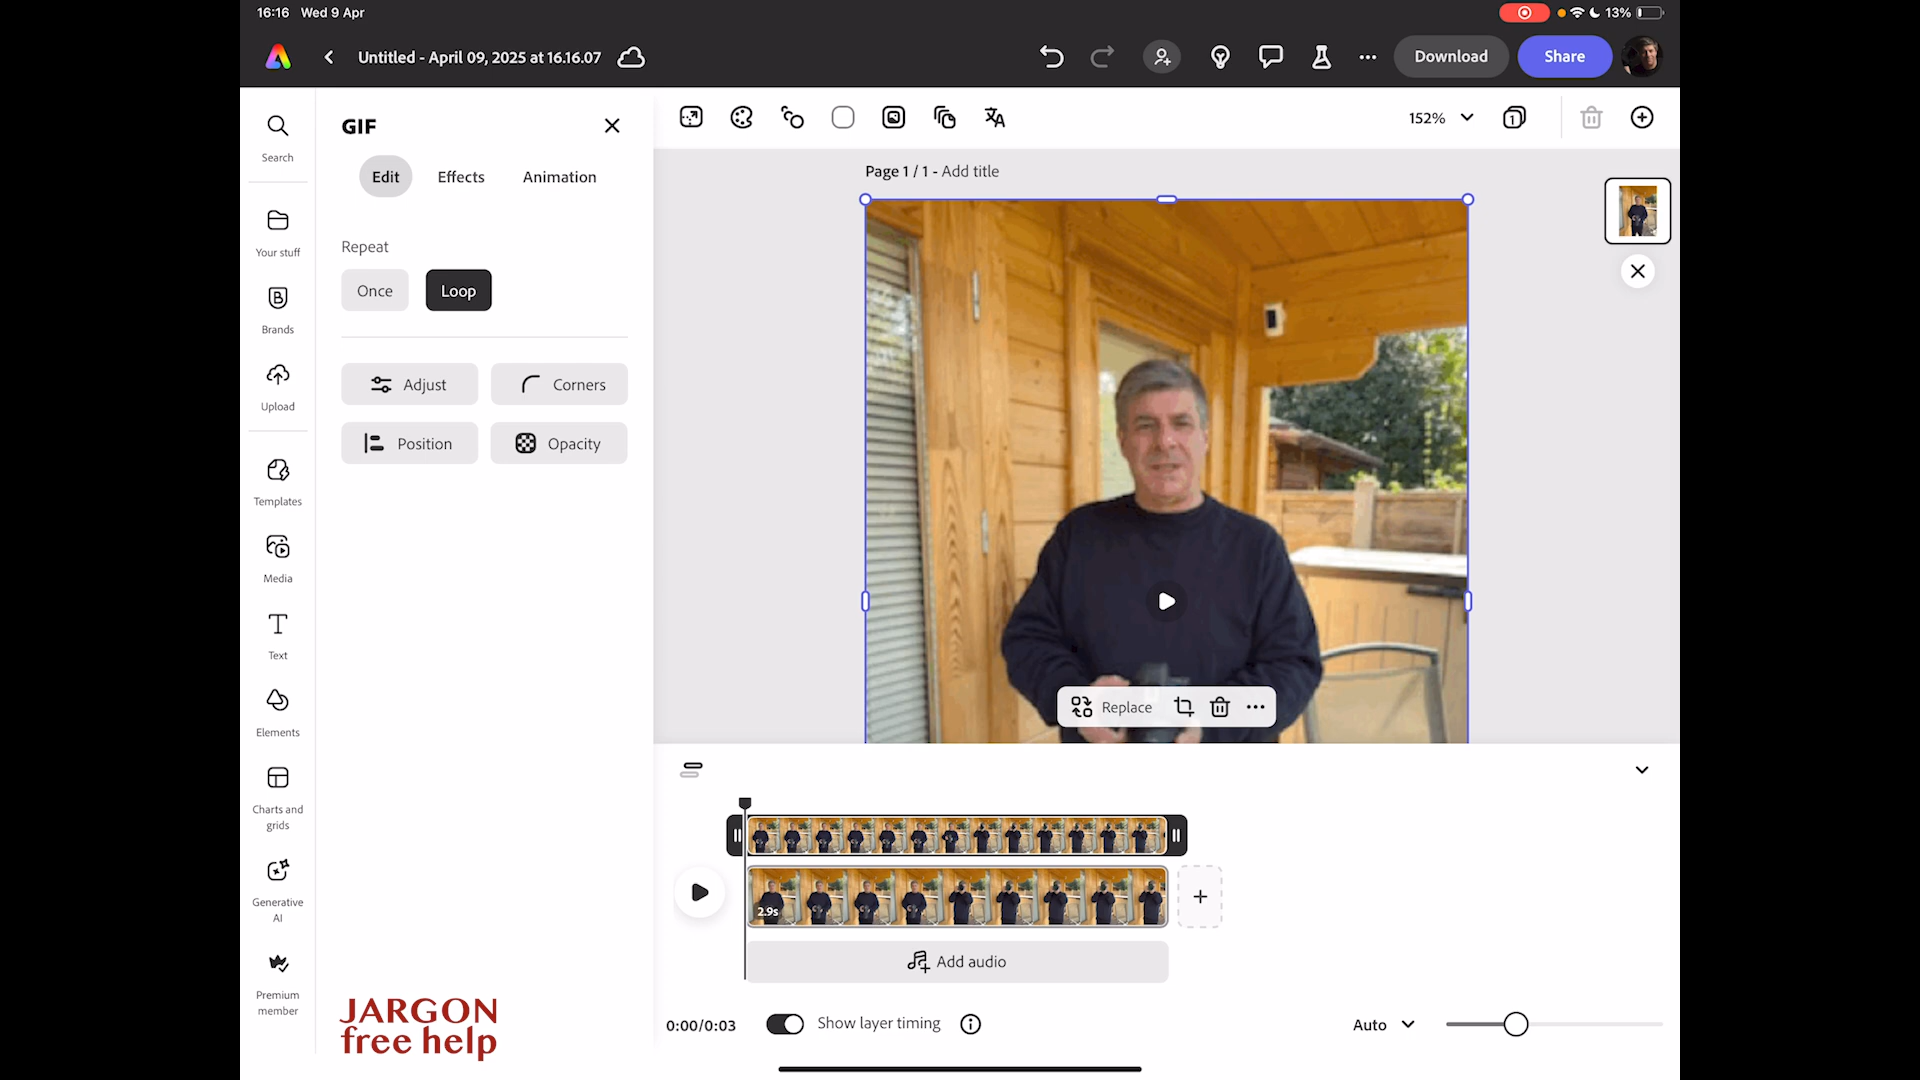 16:16 Wed 9 Apr
13%
Untitled - April 09, 2025 at 16.16.07
Download
Share
Search
Your stuff
Brands
Upload
Templates
Media
Text
Elements
Charts and
grids
Generative
AI
Premium
member
GIF
Edit
Effects
Animation
Repeat
Once
Loop
Adjust
Corners
Position
Opacity
JARGON
free help
152%
1
Page 1 / 1 - Add title
Replace
2.9s
Add audio
0:00/0:03
Show layer timing
Auto